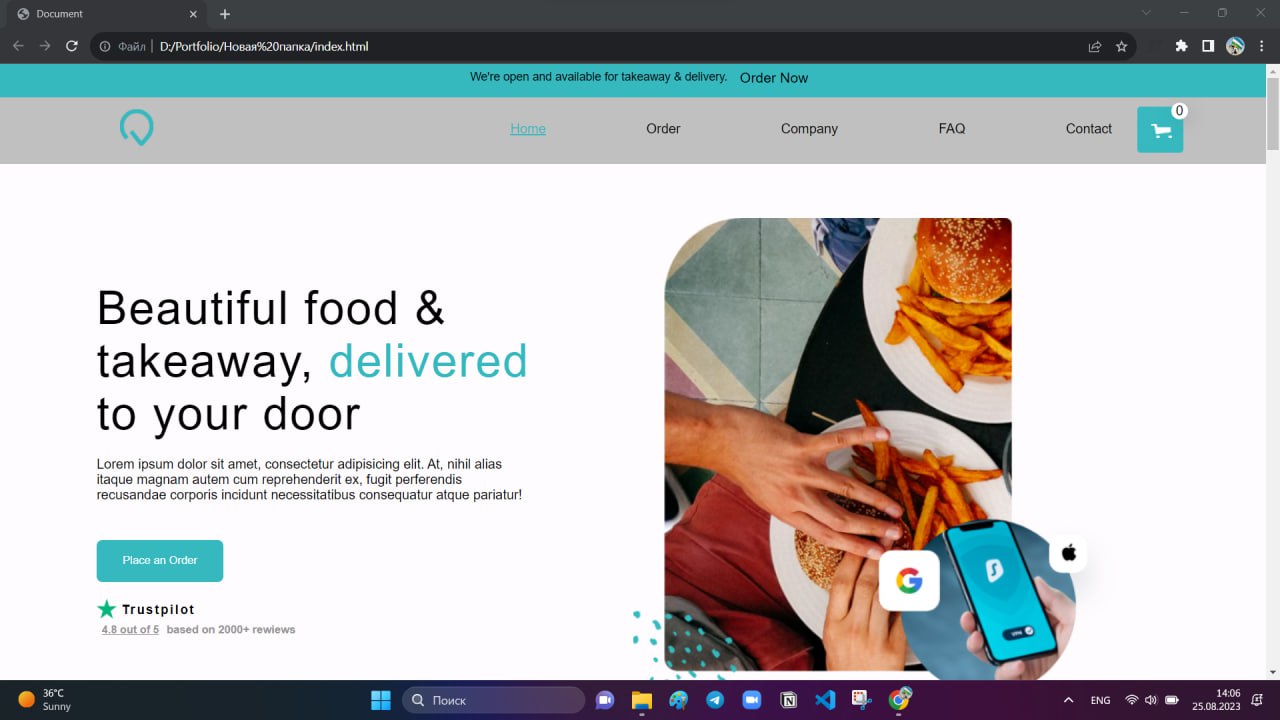 Document
Файл
D:/Portfolio/Новая%20папка/index.html
We're open and available for takeaway & delivery. Order Now
Home Order Company FAQ Contact
0
Beautiful food &
takeaway, delivered
to your door
Lorem ipsum dolor sit amet, consectetur adipisicing elit. At, nihil alias
itaque magnam autem cum reprehenderit ex, fugit perferendis
recusandae corporis incidunt necessitatibus consequatur atque pariatur!
Place an Order
Trustpilot
4.8 out of 5 based on 2000+ rewiews
G
S
VPN
36°C
Sunny
Поиск
ENG
14:06
25.08.2023